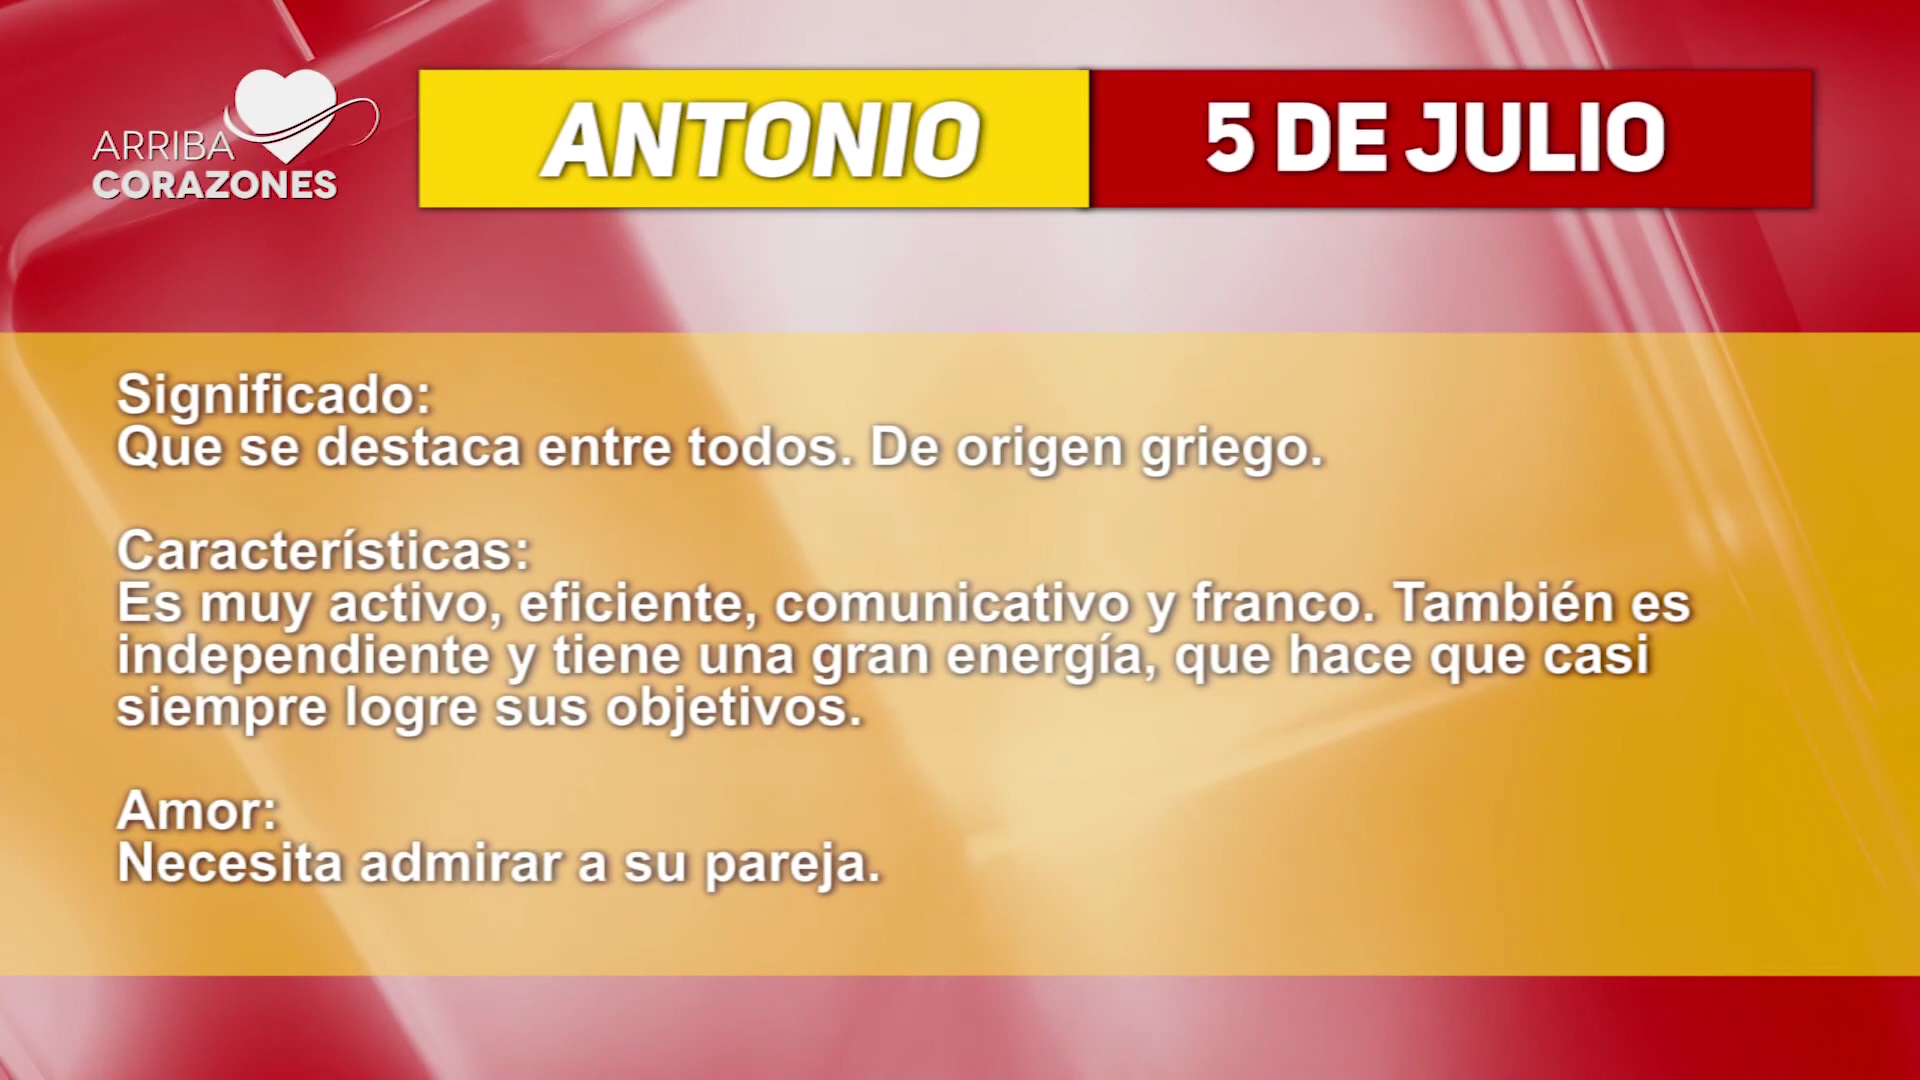 ARRIBA
CORAZONES
ANTONIO
5 DE JULIO
Significado:
Que se destaca entre todos. De origen griego.
Características:
Es muy activo, eficiente, comunicativo y franco. También es
independiente y tiene una gran energía, que hace que casi
siempre logre sus objetivos.
Amor:
Necesita admirar a su pareja.